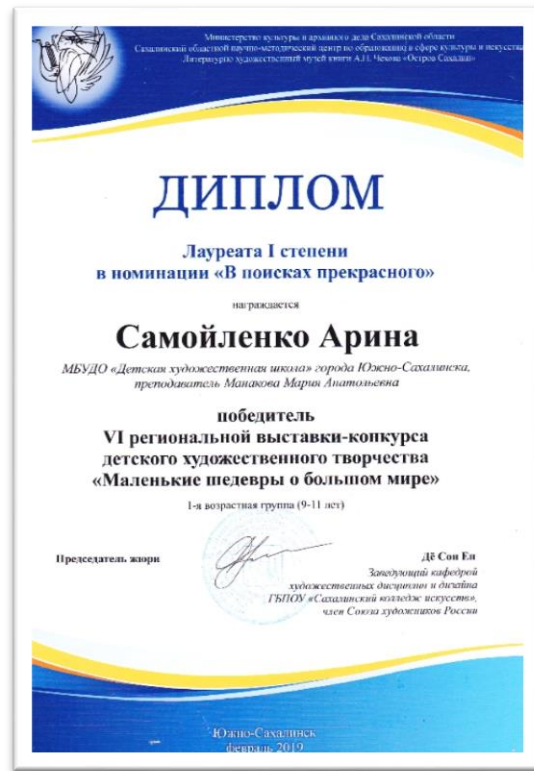 Министерство культуры и архивного дела Сахалинской области
Сахалинский областной научно-методический центр по образованию в сфере культуры и искусства
Литературно художественный музей книги А.П. Чехова «Остров Сахалин»
ДИПЛОМ
Лауреата I степени
в номинации «В поисках прекрасного»
награждается
Самойленко Арина
МБУДО «Детская художественная школа» города Южно-Сахалинска,
преподаватель Манакова Мария Анатольевна
победитель
VI региональной выставки-конкурса
детского художественного творчества
«Маленькие шедевры о большом мире»
1-я возрастная группа (9-11 лет)
Председатель жюри
Дё Сон Ен
Заведующий кафедрой
художественных дисциплин и дизайна
ГБПОУ «Сахалинский колледж искусств»,
член Союза художников России
Южно-Сахалинск
февраль 2019